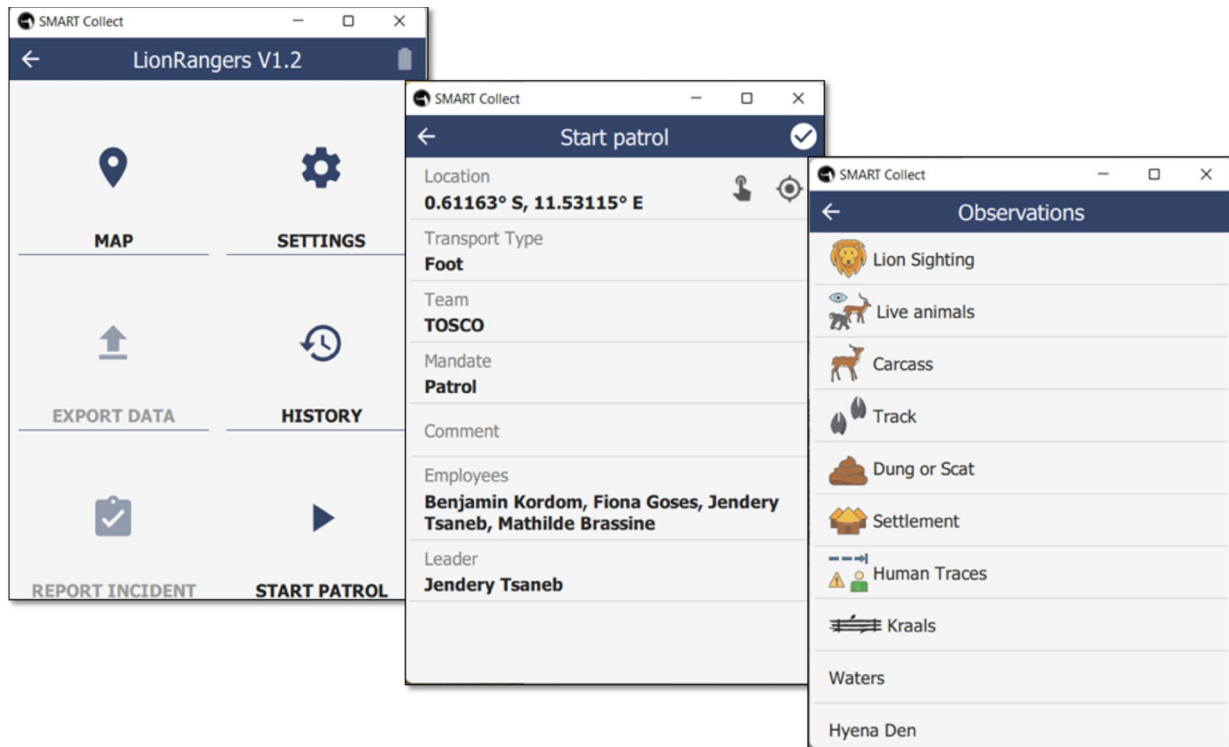 SMART Collect
LionRangers V1.2
MAP
SETTINGS
EXPORT DATA
HISTORY
REPORT INCIDENT
START PATROL
SMART Collect
Start patrol
Location
0.61163° S, 11.53115° E
Transport Type
Foot
Team
TOSCO
Mandate
Patrol
Comment
Employees
Benjamin Kordom, Fiona Goses, Jendery
Tsaneb, Mathilde Brassine
Leader
Jendery Tsaneb
SMART Collect
Observations
Lion Sighting
Live animals
Carcass
Track
Dung or Scat
Settlement
Human Traces
Kraals
Waters
Hyena Den